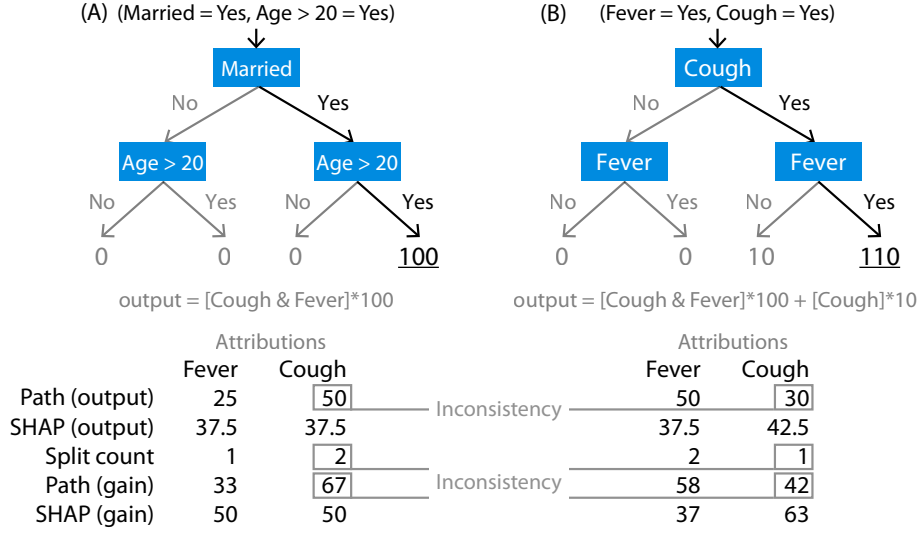 (A) (Married = Yes, Age > 20 = Yes)
Married
No Yes
Age > 20 Age > 20
No Yes No Yes
0 0 0 100
output = [Cough & Fever]*100
(B) (Fever = Yes, Cough = Yes)
Cough
No Yes
Fever Fever
No Yes No Yes
0 0 10 110
output = [Cough & Fever]*100 + [Cough]*10
Attributions Attributions
Fever Cough Fever Cough
Path (output) 25 50 Inconsistency 50 30
SHAP (output) 37.5 37.5 37.5 42.5
Split count 1 2 2 1
Path (gain) 33 67 Inconsistency 58 42
SHAP (gain) 50 50 37 63